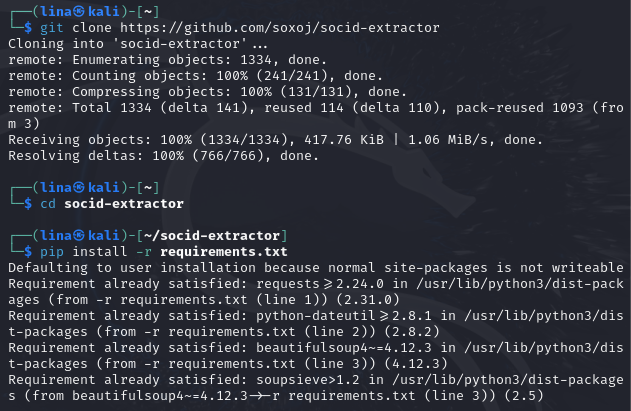 ┌──(lina㉿kali)-[~]
└─$ git clone https://github.com/soxoj/socid-extractor
Cloning into 'socid-extractor'...
remote: Enumerating objects: 1334, done.
remote: Counting objects: 100% (241/241), done.
remote: Compressing objects: 100% (131/131), done.
remote: Total 1334 (delta 141), reused 114 (delta 110), pack-reused 1093 (fro
m 3)
Receiving objects: 100% (1334/1334), 417.76 KiB | 1.06 MiB/s, done.
Resolving deltas: 100% (766/766), done.
┌──(lina㉿kali)-[~]
└─$ cd socid-extractor
┌──(lina㉿kali)-[~/socid-extractor]
└─$ pip install -r requirements.txt
Defaulting to user installation because normal site-packages is not writeable
Requirement already satisfied: requests>=2.24.0 in /usr/lib/python3/dist-pack
ages (from -r requirements.txt (line 1)) (2.31.0)
Requirement already satisfied: python-dateutil>=2.8.1 in /usr/lib/python3/dis
t-packages (from -r requirements.txt (line 2)) (2.8.2)
Requirement already satisfied: beautifulsoup4~=4.12.3 in /usr/lib/python3/dis
t-packages (from -r requirements.txt (line 3)) (4.12.3)
Requirement already satisfied: soupsieve>1.2 in /usr/lib/python3/dist-package
s (from beautifulsoup4~=4.12.3->-r requirements.txt (line 3)) (2.5)